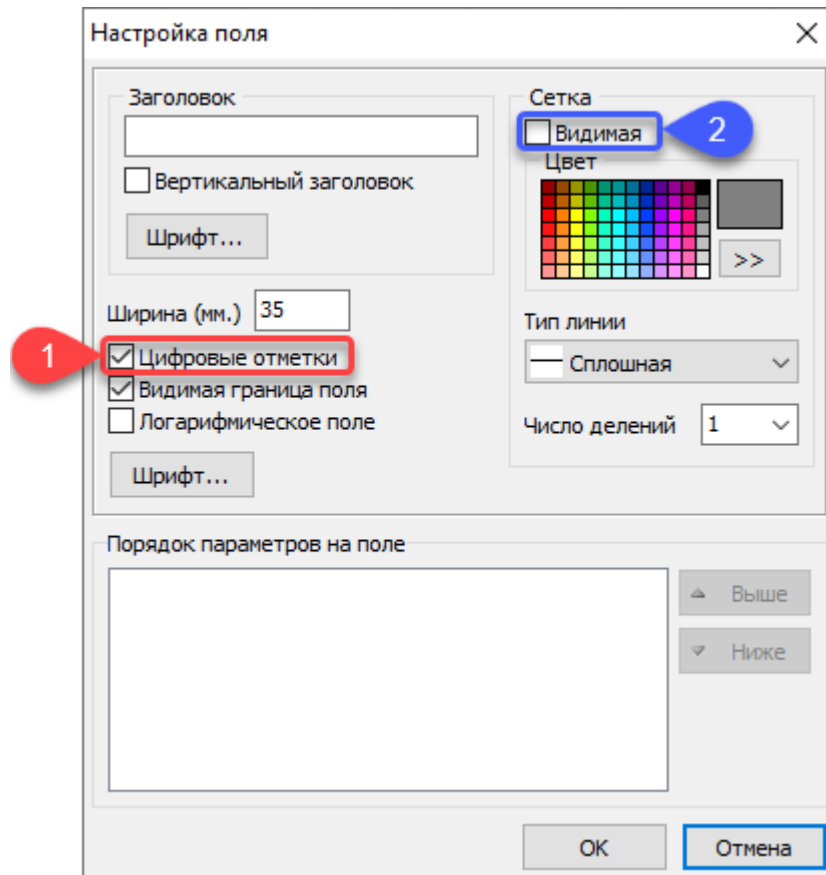 Настройка поля
Заголовок
Вертикальный заголовок
Шрифт...
Ширина (мм.) 35
1
Цифровые отметки
Видимая граница поля
Логарифмическое поле
Шрифт...
Сетка
Видимая
2
Цвет
>>
Тип линии
Сплошная
Число делений 1
Порядок параметров на поле
Выше
Ниже
OK
Отмена